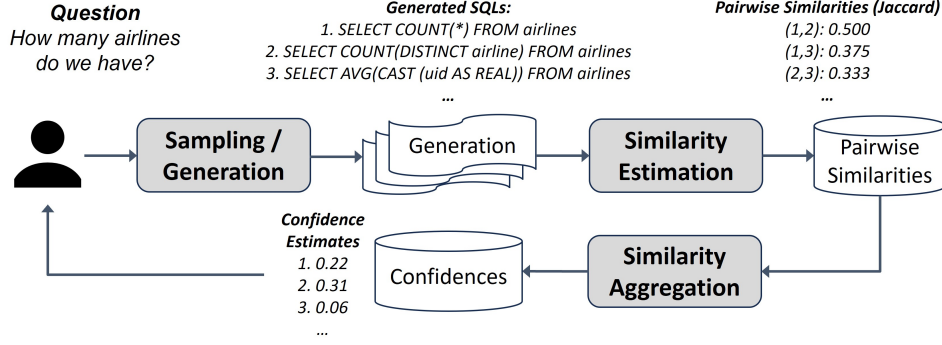 Question
How many airlines
do we have?
Generated SQLs:
1. SELECT COUNT(*) FROM airlines
2. SELECT COUNT(DISTINCT airline) FROM airlines
3. SELECT AVG(CAST (uid AS REAL)) FROM airlines
...
Pairwise Similarities (Jaccard)
(1,2): 0.500
(1,3): 0.375
(2,3): 0.333
...
Sampling /
Generation
Generation
Similarity
Estimation
Pairwise
Similarities
Confidence
Estimates
1. 0.22
2. 0.31
3. 0.06
...
Confidences
Similarity
Aggregation